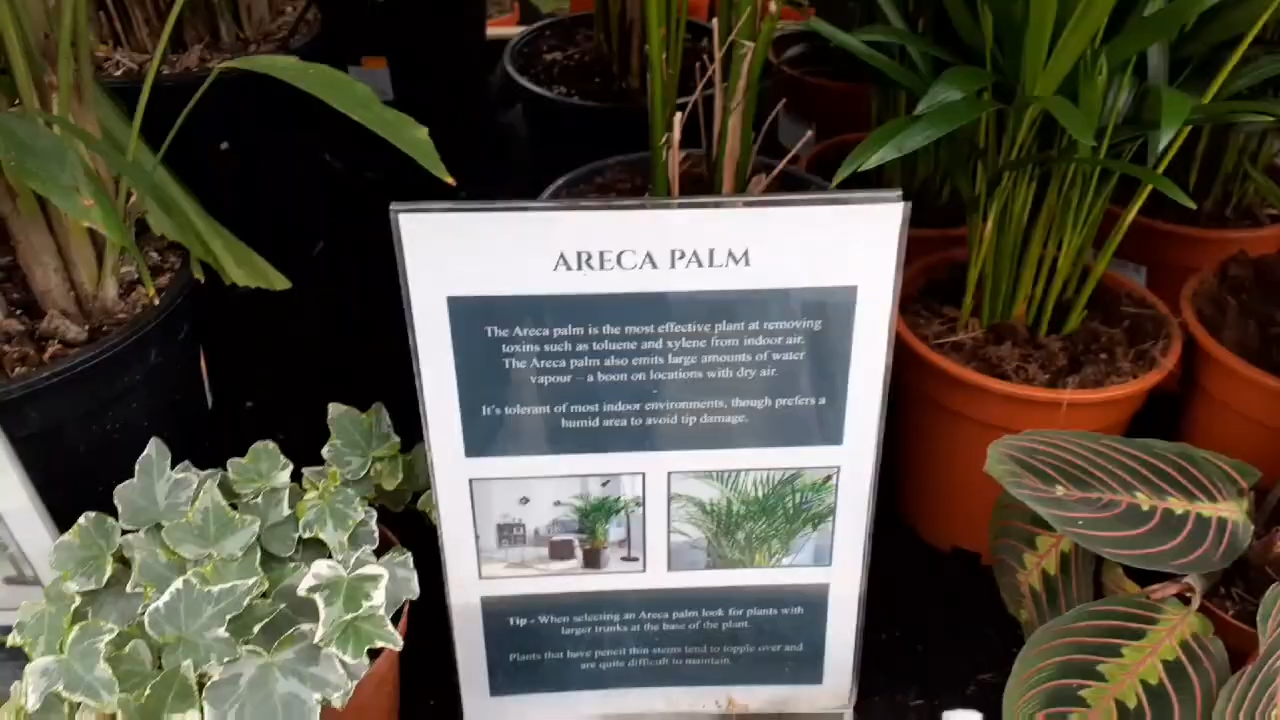 ARECA PALM
The Areca palm is the most effective plant at removing
toxins such as toluene and xylene from indoor air.
The Areca palm also emits large amounts of water
vapour – a boon on locations with dry air.
It's tolerant of most indoor environments, though prefers a
humid area to avoid tip damage.
Tip - When selecting an Areca palm look for plants with
larger trunks at the base of the plant.
Plants that have pencil thin stems tend to topple over and
are quite difficult to maintain.